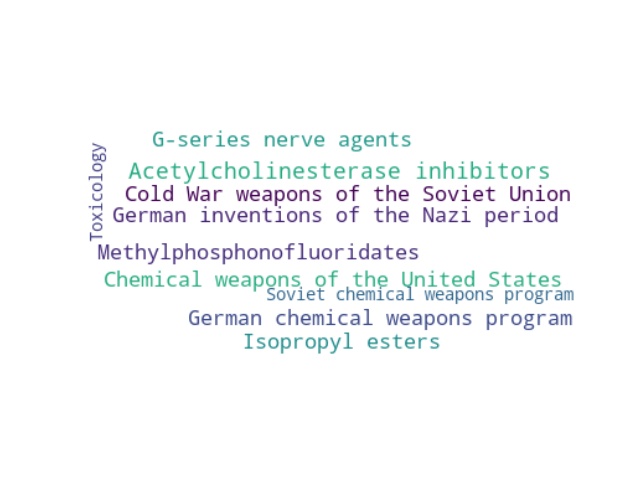 G-series nerve agents
Toxicology
Acetylcholinesterase inhibitors
Cold War weapons of the Soviet Union
German inventions of the Nazi period
Methylphosphonofluoridates
Chemical weapons of the United States
Soviet chemical weapons program
German chemical weapons program
Isopropyl esters